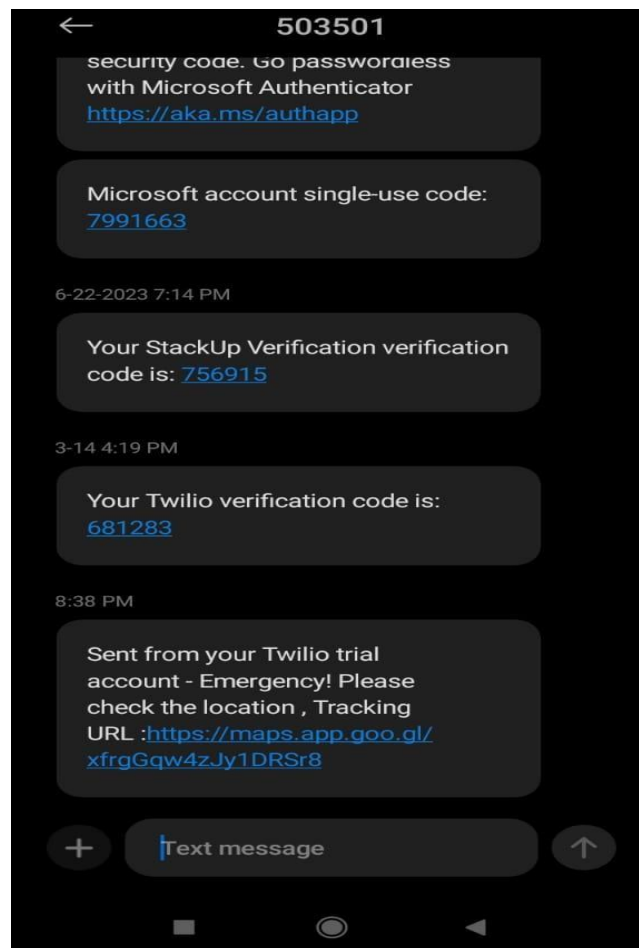 503501
security code. Go passwordless
with Microsoft Authenticator
https://aka.ms/authapp
Microsoft account single-use code:
7991663
6-22-2023 7:14 PM
Your StackUp Verification verification
code is: 756915
3-14 4:19 PM
Your Twilio verification code is:
681283
8:38 PM
Sent from your Twilio trial
account - Emergency! Please
check the location , Tracking
URL :https://maps.app.goo.gl/
xfrgGqw4zJy1DRSr8
Text message